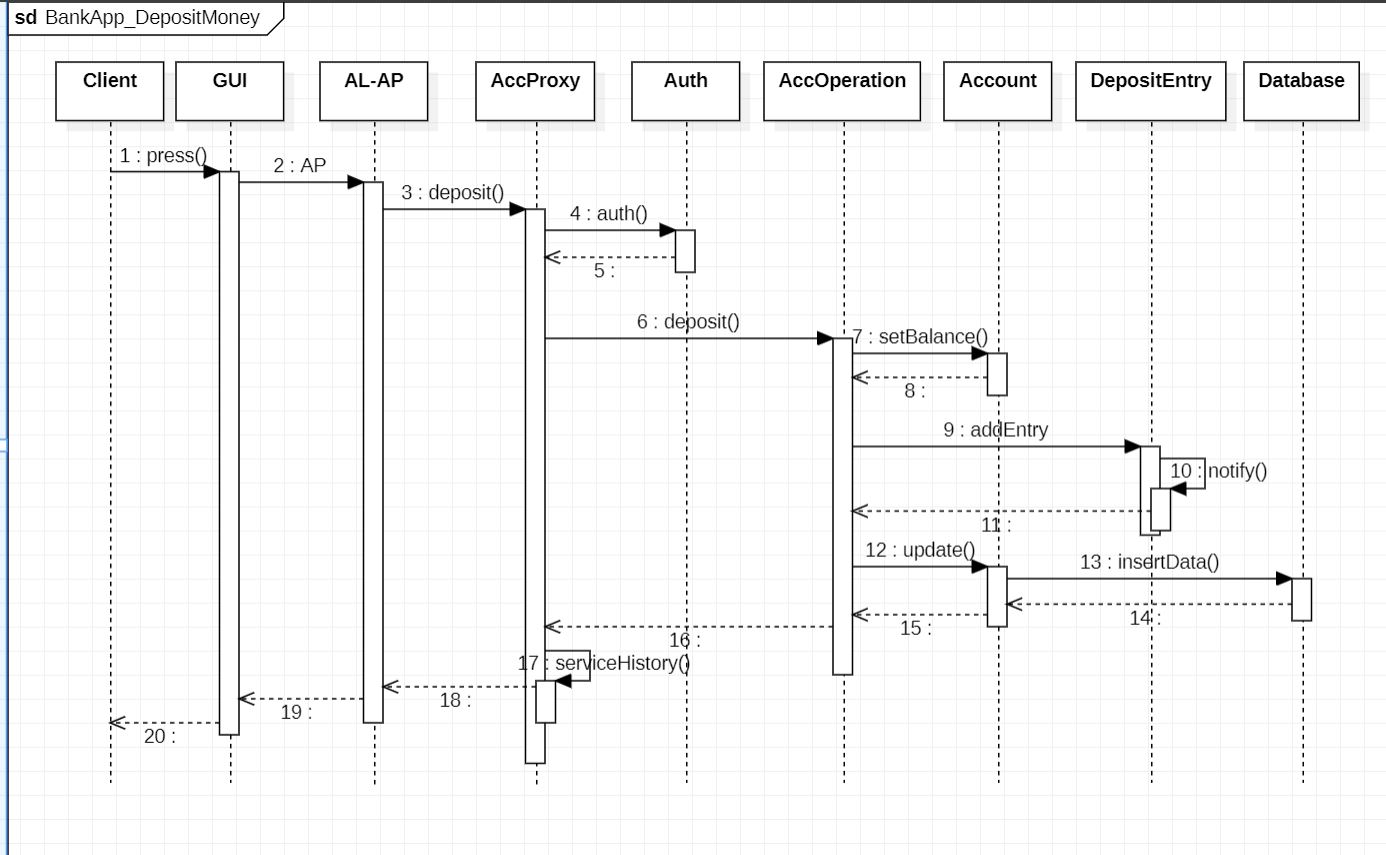 sd BankApp_DepositMoney
Client
GUI
AL-AP
AccProxy
Auth
AccOperation
Account
DepositEntry
Database
1 : press()
2 : AP
3 : deposit()
4 : auth()
5 :
6 : deposit()
7 : setBalance()
8 :
9 : addEntry
10 : notify()
11 :
12 : update()
13 : insertData()
14 :
15 :
16 :
17 : serviceHistory()
18 :
19 :
20 :